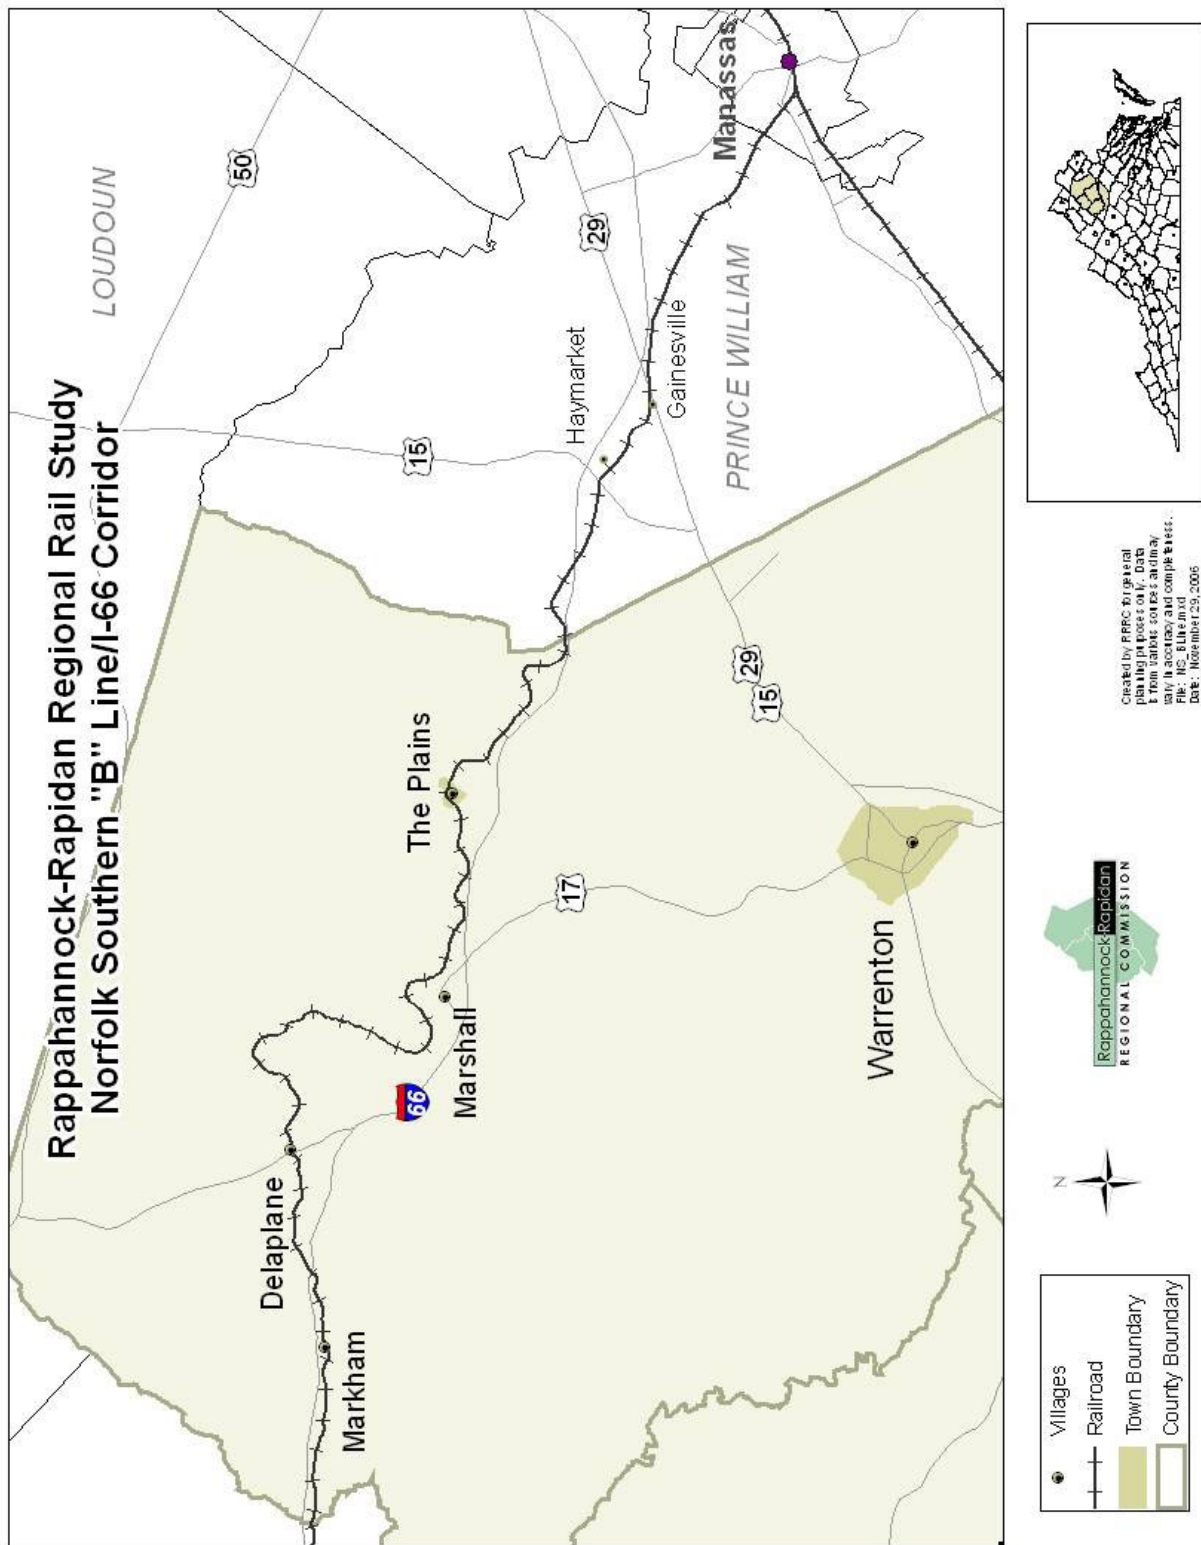 Rappahannock-Rapidan Regional Rail Study
Norfolk Southern "B" Line/I-66 Corridor
LOUDOUN
50
15
29
Haymarket
Gainesville
PRINCE WILLIAM
Manassas
The Plains
Delaplane
Markham
66
Marshall
17
29
15
Warrenton
Villages
Railroad
Town Boundary
County Boundary
N
Rappahannock-Rapidan
REGIONAL COMMISSION
Created by RRRC for general
planning purposes only. Data
is from various sources and may
vary in accuracy and completeness.
File: NS_BLine.mxd
Date: November 29, 2006